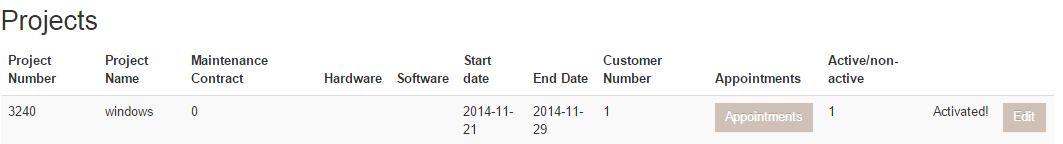 Projects
Project Number Project Name Maintenance Contract Hardware Software Start date End Date Customer Number Appointments Active/non-active
3240 windows 0 2014-11-21 2014-11-29 1 Appointments 1 Activated! Edit